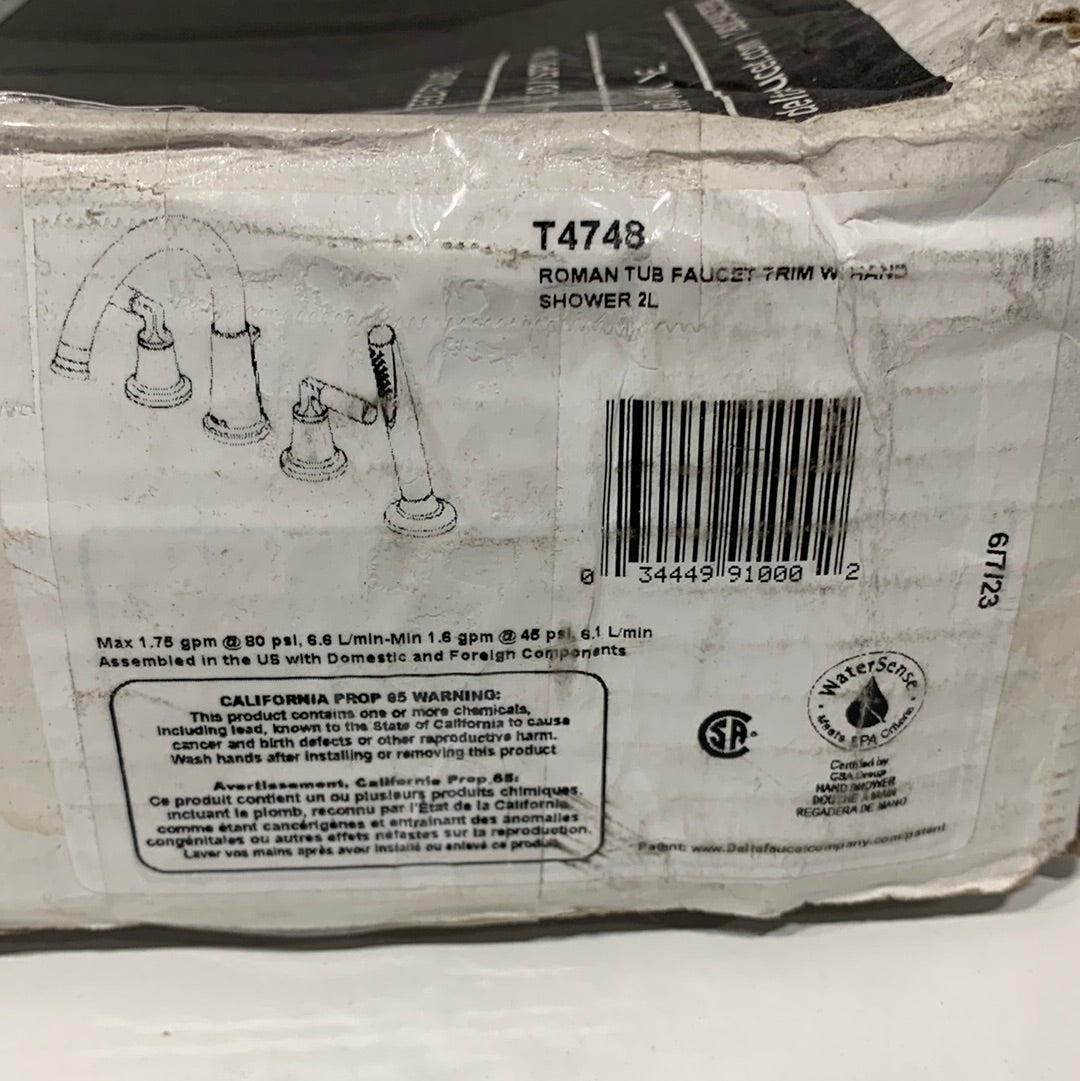 T4748
ROMAN TUB FAUCET TRIM W/ HAND
SHOWER 2L
0 34449 91000 2
6/7/23
Max 1.75 gpm @ 80 psi, 6.6 L/min-Min 1.6 gpm @ 45 psi, 6.1 L/min
Assembled in the US with Domestic and Foreign Components
CALIFORNIA PROP 65 WARNING:
This product contains one or more chemicals,
including lead, known to the State of California to cause
cancer and birth defects or other reproductive harm.
Wash hands after installing or removing this product
Avertissement, California Prop 65:
Ce produit contient un ou plusieurs produits chimiques.
incluant le plomb, reconnu par l'État de la Californie
comme étant cancérigènes et entraînant des anomalies
congénitales ou autres effets néfastes sur la reproduction.
Laver vos mains après avoir installé ou enlevé ce produit
WaterSense
Meets EPA Criteria
SA
Certified by
CSA Group
HAND SHOWER
DOUCHE À MAIN
REGADERA DE MANO
Patent: www.Deltafaucetcompany.com/patent